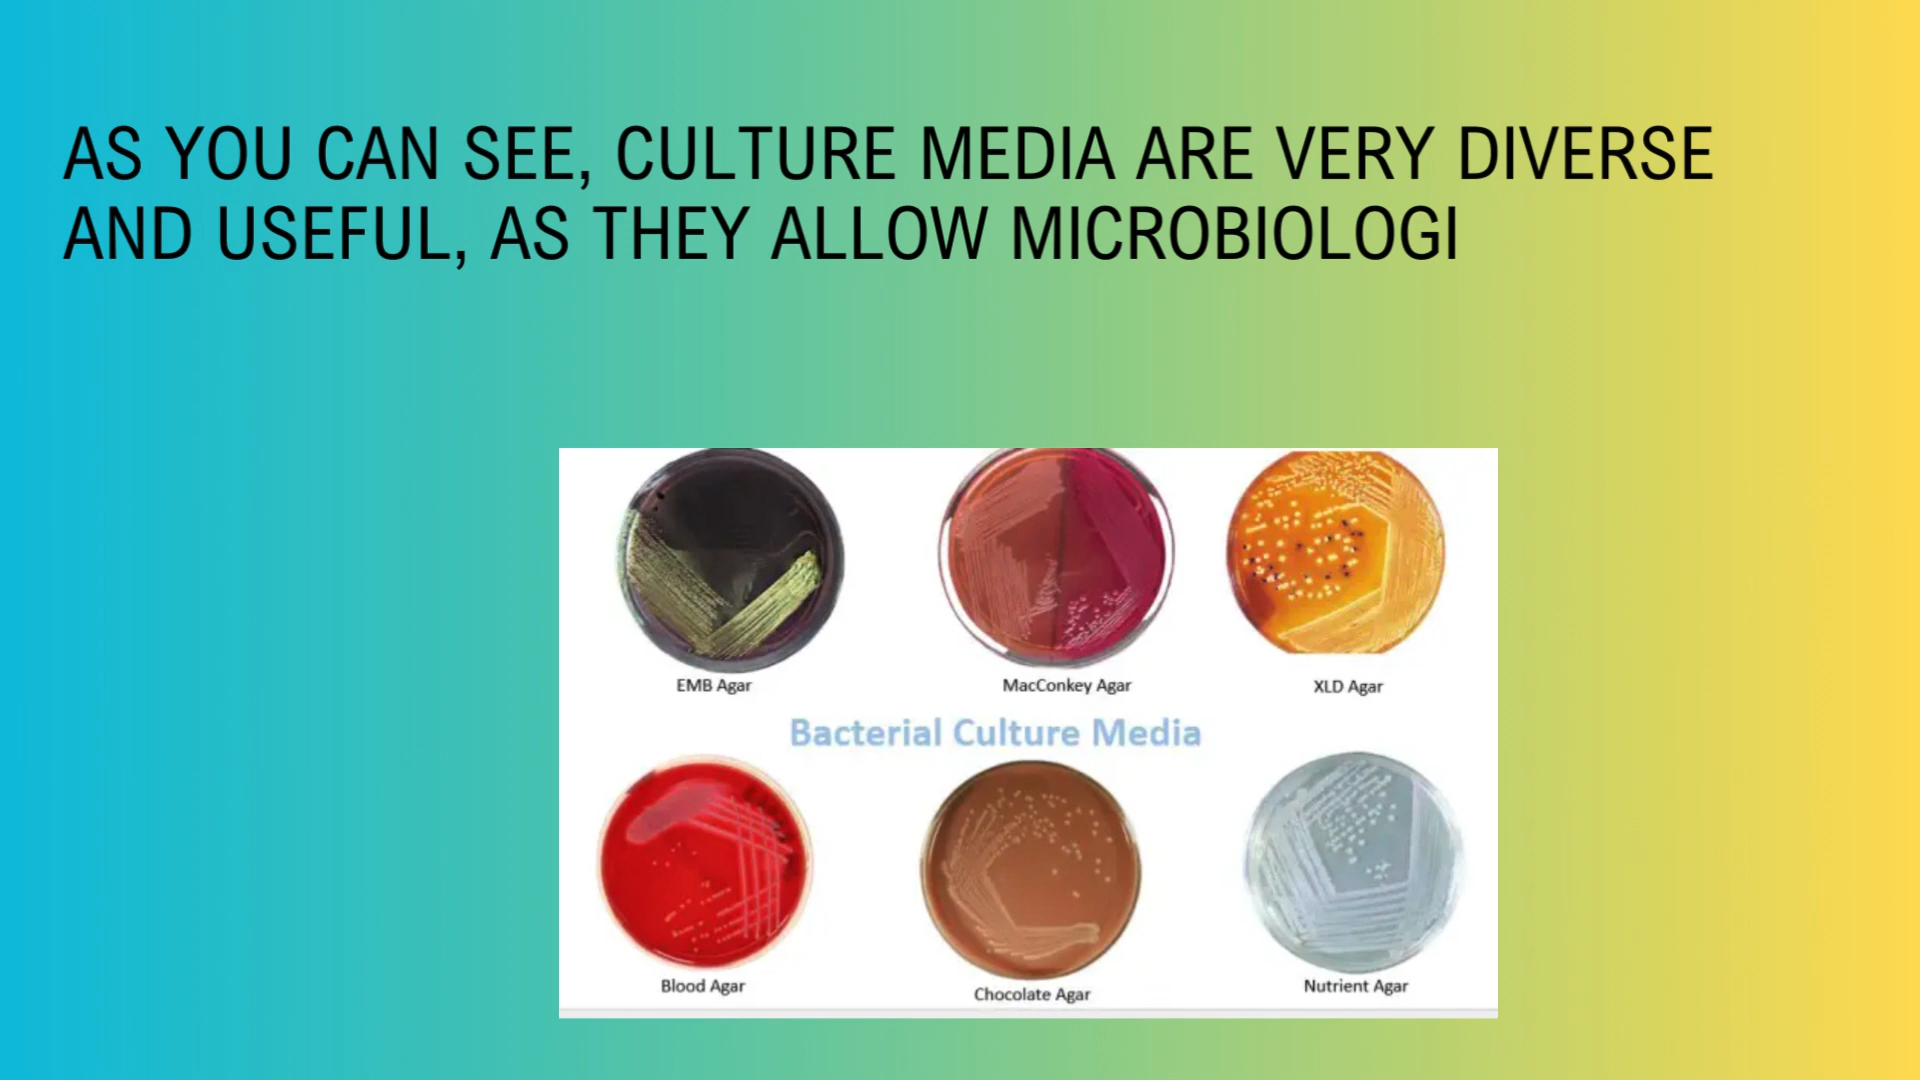 AS YOU CAN SEE, CULTURE MEDIA ARE VERY DIVERSE
AND USEFUL, AS THEY ALLOW MICROBIOLOGI
EMB Agar
MacConkey Agar
XLD Agar
Bacterial Culture Media
Blood Agar
Chocolate Agar
Nutrient Agar